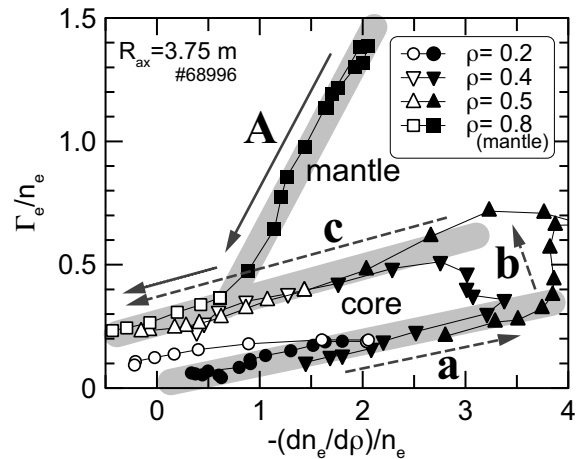 R_ax=3.75 m
#68996
ρ= 0.2
ρ= 0.4
ρ= 0.5
ρ= 0.8
(mantle)
A
mantle
c
core
b
a
Γ_e/n_e
1.5
1.0
0.5
0
0 1 2 3 4
-(dn_e/dρ)/n_e